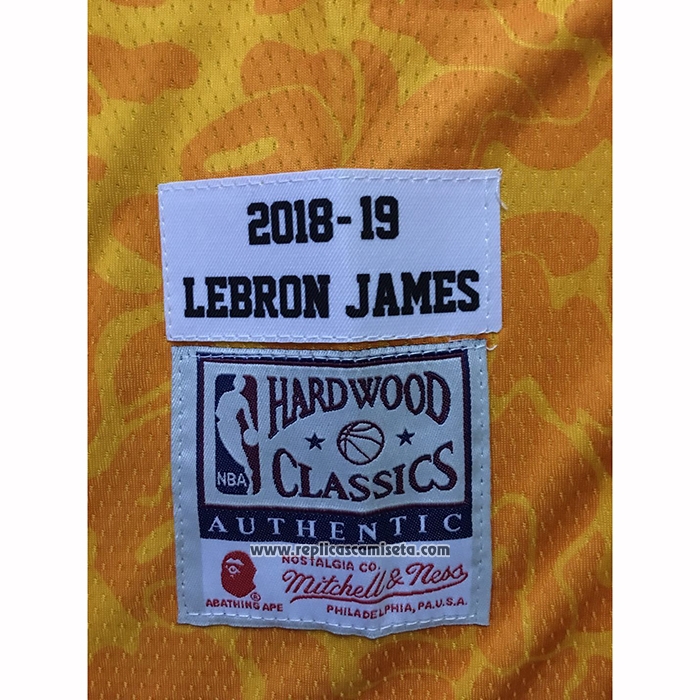 2018-19
LEBRON JAMES
HARDWOOD
CLASSICS
NBA
AUTHENTIC
www.replicascamiseta.com
NOSTALGIA CO.
Mitchell & Ness
®
ABATHING APE
PHILADELPHIA, PA.U.S.A.